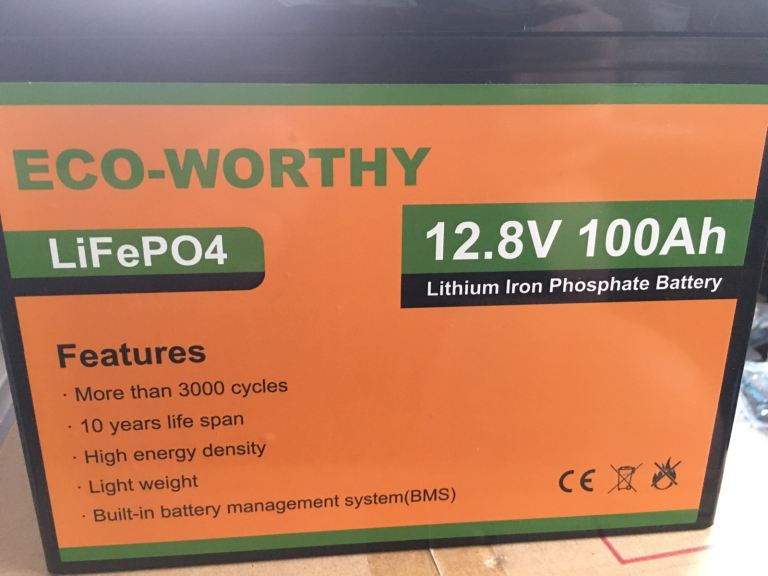 ECO-WORTHY
LiFePO4
12.8V 100Ah
Lithium Iron Phosphate Battery
Features
· More than 3000 cycles
· 10 years life span
· High energy density
· Light weight
· Built-in battery management system(BMS)
CE